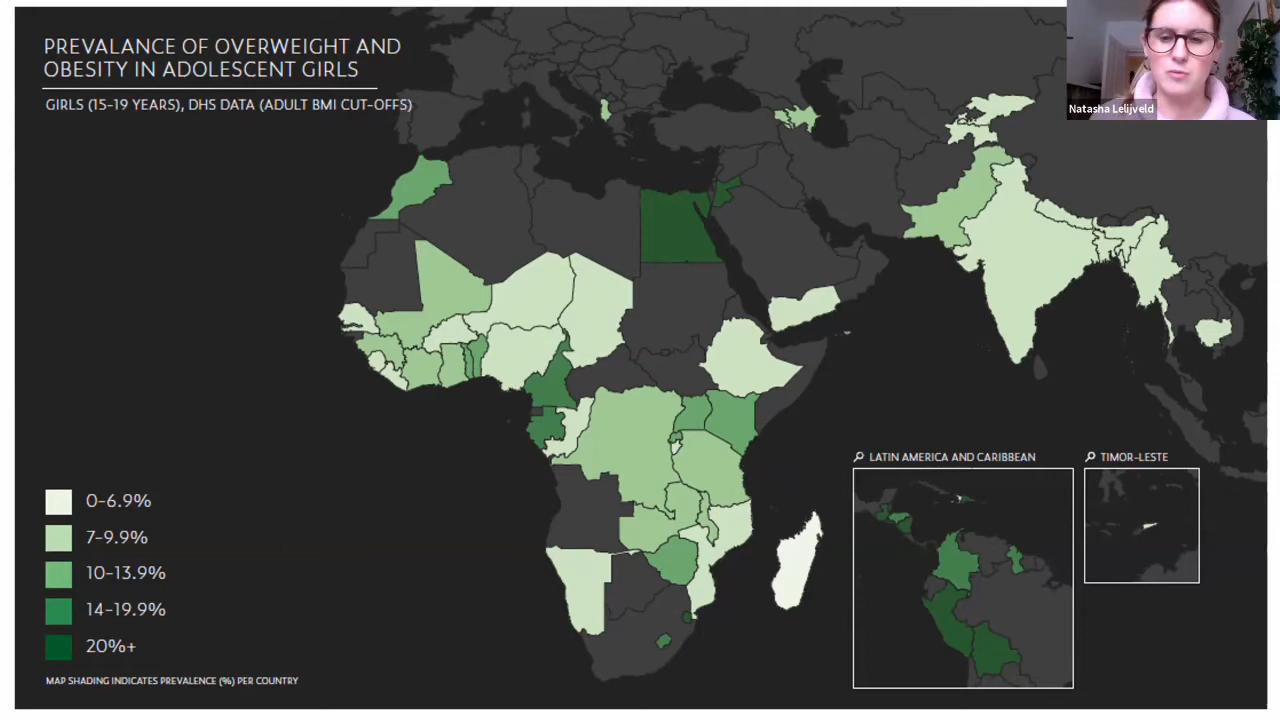 PREVALANCE OF OVERWEIGHT AND
OBESITY IN ADOLESCENT GIRLS
GIRLS (15-19 YEARS), DHS DATA (ADULT BMI CUT-OFFS)
Natasha Lelijveld
LATIN AMERICA AND CARIBBEAN
TIMOR-LESTE
0-6.9%
7-9.9%
10-13.9%
14-19.9%
20%+
MAP SHADING INDICATES PREVALENCE (%) PER COUNTRY